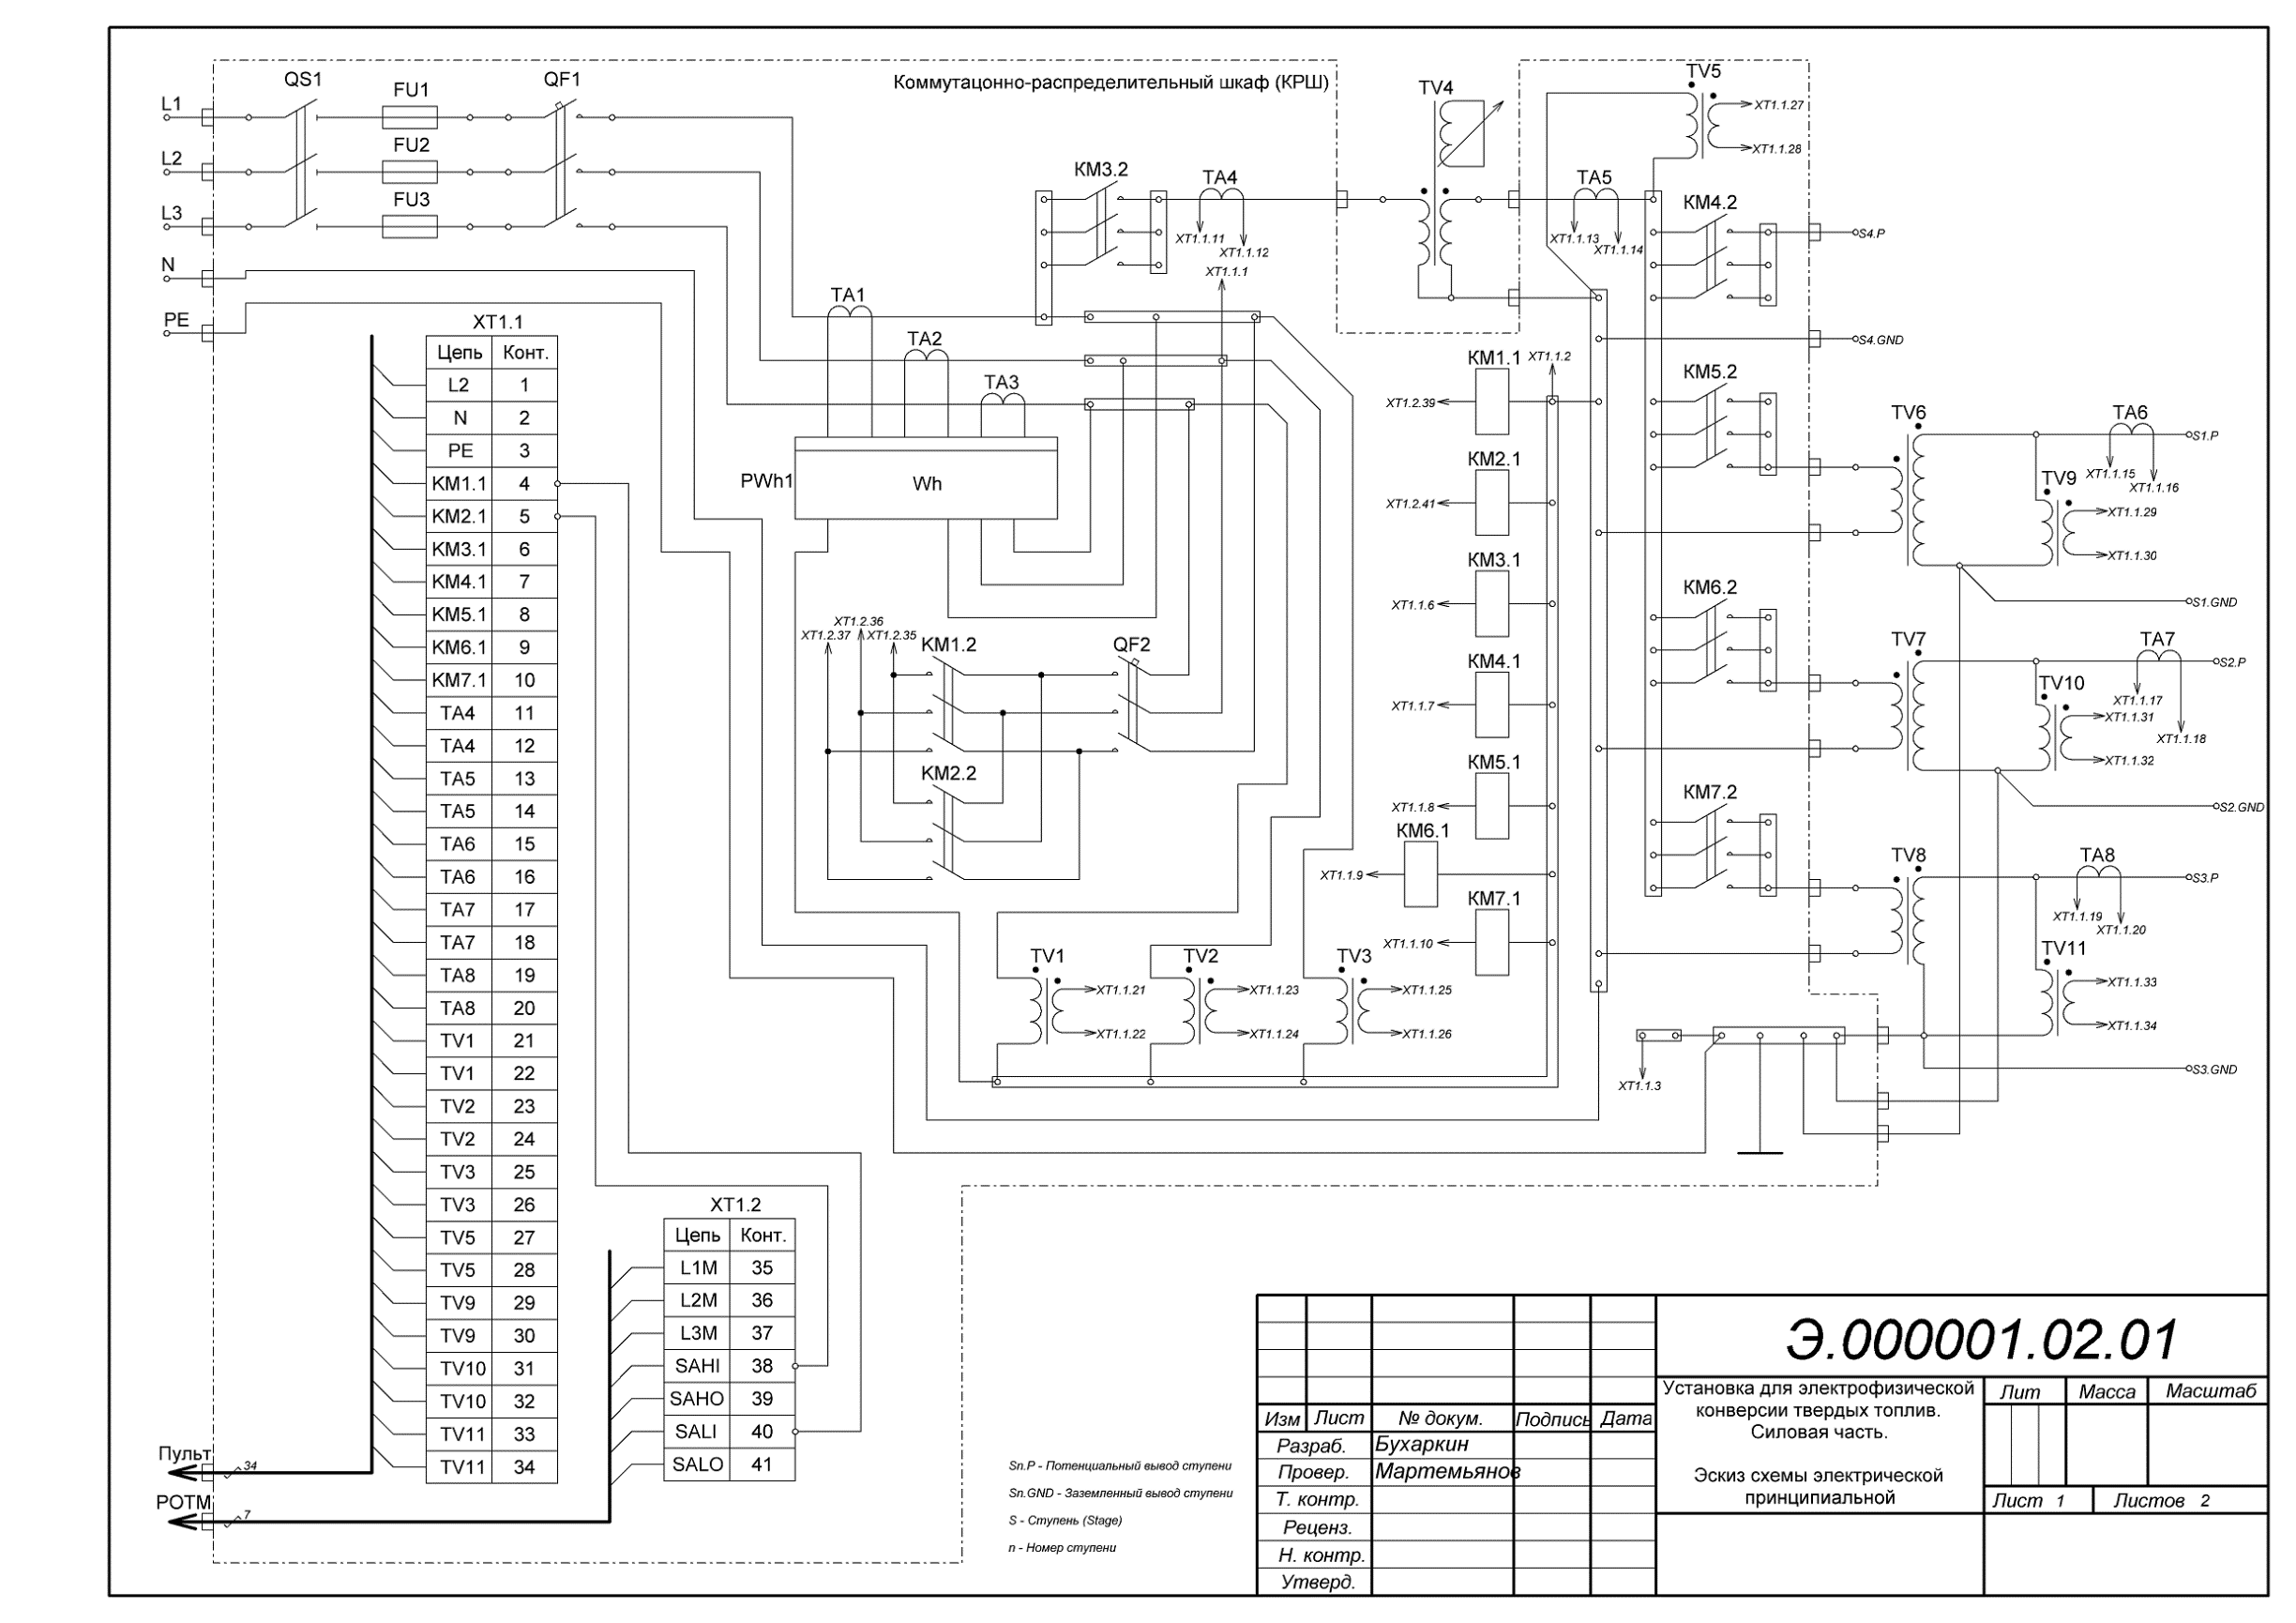 Коммутацонно-распределительный шкаф (КРШ)
QS1
FU1
QF1
L1
FU2
L2
FU3
L3
N
PE
TV4
TV5
XT1.1.27
XT1.1.28
KM3.2
TA4
XT1.1.11
XT1.1.12
XT1.1.1
TA5
XT1.1.13
XT1.1.14
KM4.2
S4.P
S4.GND
TA1
TA2
TA3
PWh1
Wh
XT1.1
Цепь Конт.
L2 1
N 2
PE 3
KM1.1 4
KM2.1 5
KM3.1 6
KM4.1 7
KM5.1 8
KM6.1 9
KM7.1 10
TA4 11
TA4 12
TA5 13
TA5 14
TA6 15
TA6 16
TA7 17
TA7 18
TA8 19
TA8 20
TV1 21
TV1 22
TV2 23
TV2 24
TV3 25
TV3 26
TV5 27
TV5 28
TV9 29
TV9 30
TV10 31
TV10 32
TV11 33
TV11 34
KM1.1
XT1.1.2
XT1.2.39
KM2.1
XT1.2.41
KM3.1
XT1.1.6
KM4.1
XT1.1.7
KM5.1
XT1.1.8
KM6.1
XT1.1.9
KM7.1
XT1.1.10
KM5.2
KM6.2
KM7.2
TV6
TA6
S1.P
XT1.1.15
XT1.1.16
TV9
XT1.1.29
XT1.1.30
S1.GND
TV7
TA7
S2.P
TV10
XT1.1.17
XT1.1.31
XT1.1.18
XT1.1.32
S2.GND
TV8
TA8
S3.P
XT1.1.19
XT1.1.20
TV11
XT1.1.33
XT1.1.34
S3.GND
XT1.2.36
XT1.2.37
XT1.2.35
KM1.2
QF2
KM2.2
TV1
XT1.1.21
XT1.1.22
TV2
XT1.1.23
XT1.1.24
TV3
XT1.1.25
XT1.1.26
XT1.1.3
XT1.2
Цепь Конт.
L1M 35
L2M 36
L3M 37
SAHI 38
SAHO 39
SALI 40
SALO 41
Пульт
34
РОТМ
7
Sn.P - Потенциальный вывод ступени
Sn.GND - Заземленный вывод ступени
S - Ступень (Stage)
n - Номер ступени
Э.000001.02.01
Изм Лист № докум. Подпись Дата
Разраб. Бухаркин
Провер. Мартемьянов
Т. контр.
Реценз.
Н. контр.
Утверд.
Установка для электрофизической
конверсии твердых топлив.
Силовая часть.
Эскиз схемы электрической
принципиальной
Лит Масса Масштаб
Лист 1 Листов 2